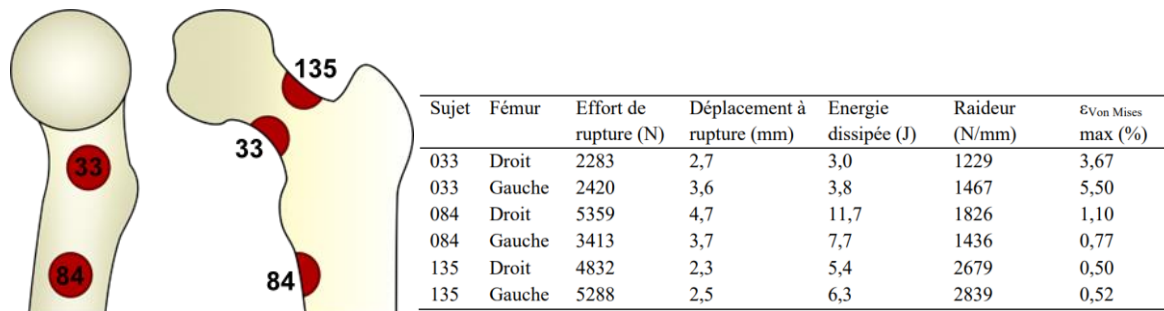 33
84
135
33
84
Sujet Fémur Effort de rupture (N) Déplacement à rupture (mm) Energie dissipée (J) Raideur (N/mm) εVon Mises max (%)
033 Droit 2283 2,7 3,0 1229 3,67
033 Gauche 2420 3,6 3,8 1467 5,50
084 Droit 5359 4,7 11,7 1826 1,10
084 Gauche 3413 3,7 7,7 1436 0,77
135 Droit 4832 2,3 5,4 2679 0,50
135 Gauche 5288 2,5 6,3 2839 0,52